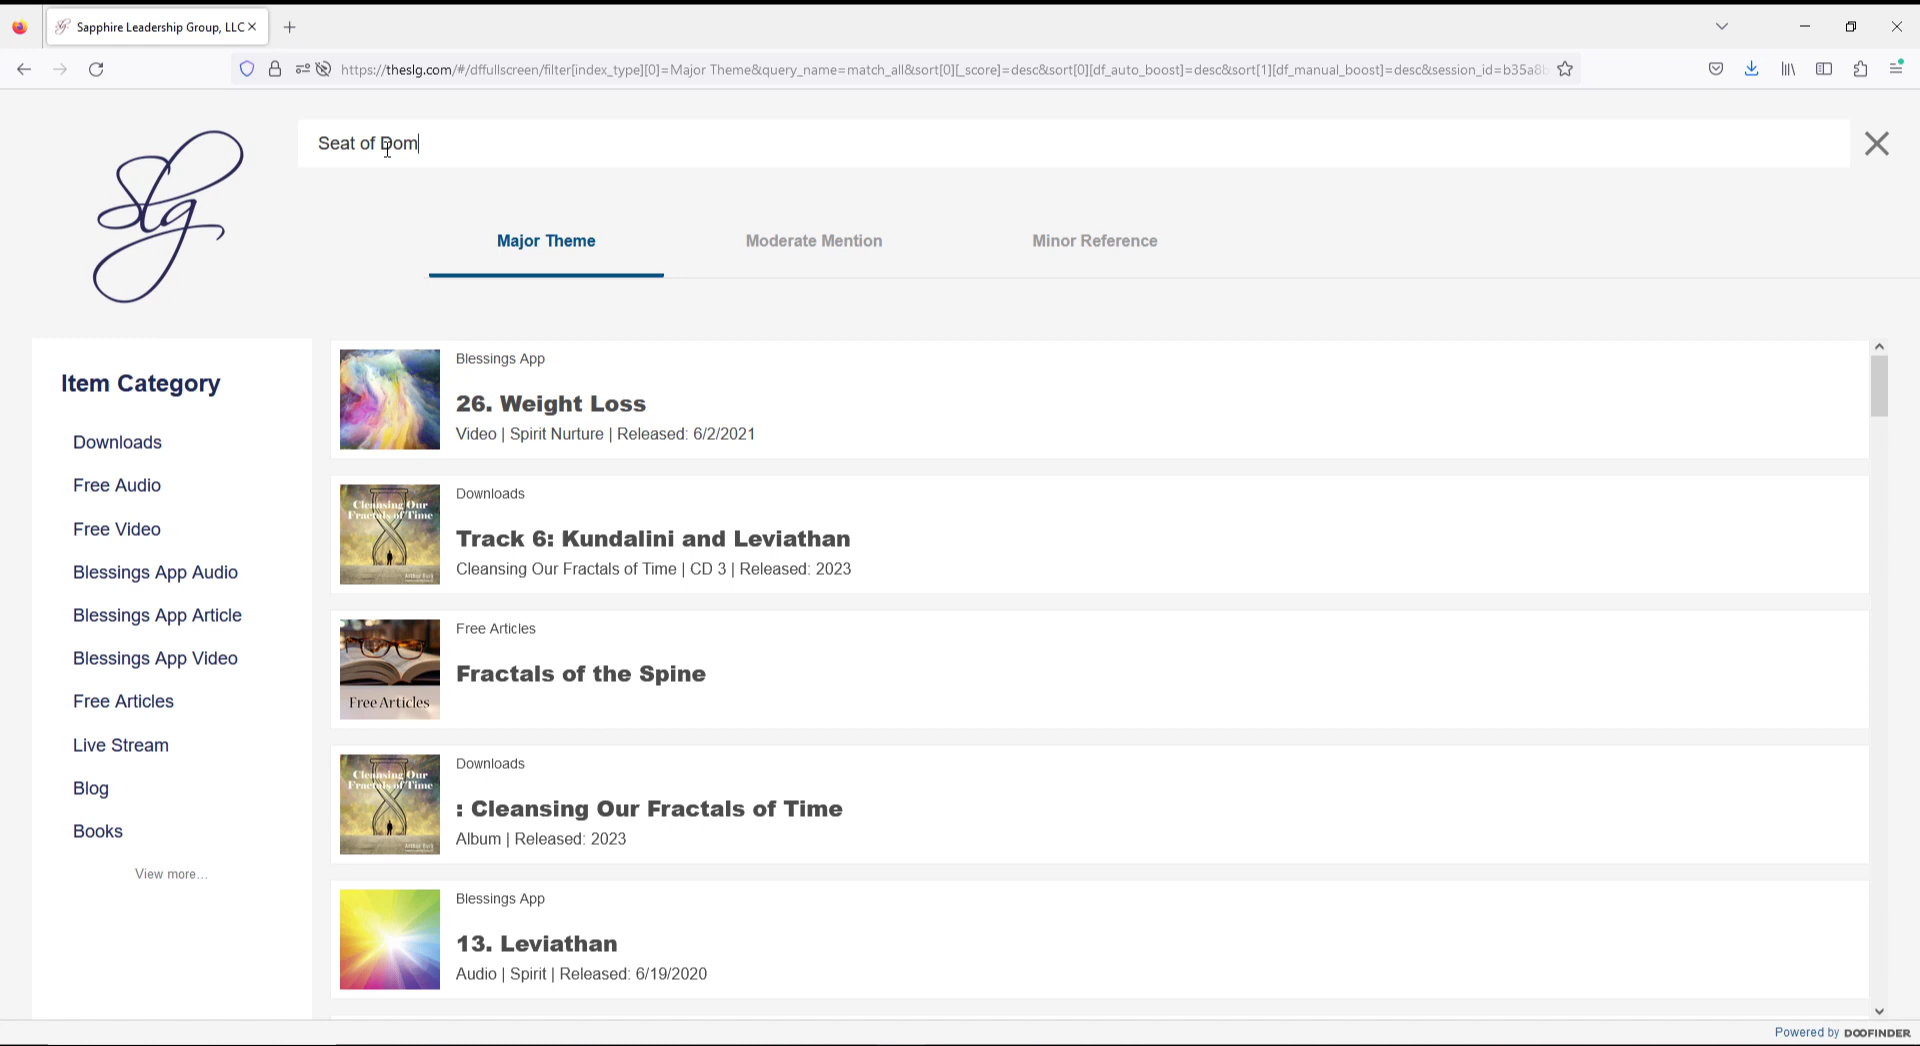 Sapphire Leadership Group, LLC
https://theslg.com/#/dffullscreen/filter[index_type][0]=Major Theme&query_name=match_all&sort[0][_score]=desc&sort[0][df_auto_boost]=desc&sort[1][df_manual_boost]=desc&session_id=b35a8b
Seat of Dom
Slg
Major Theme
Moderate Mention
Minor Reference
Item Category
Downloads
Free Audio
Free Video
Blessings App Audio
Blessings App Article
Blessings App Video
Free Articles
Live Stream
Blog
Books
View more...
Blessings App
26. Weight Loss
Video | Spirit Nurture | Released: 6/2/2021
Cleansing Our
Fractals of Time
Downloads
Track 6: Kundalini and Leviathan
Cleansing Our Fractals of Time | CD 3 | Released: 2023
Free Articles
Free Articles
Fractals of the Spine
Cleansing Our
Fractals of Time
Downloads
: Cleansing Our Fractals of Time
Album | Released: 2023
Blessings App
13. Leviathan
Audio | Spirit | Released: 6/19/2020
Powered by DOOFINDER